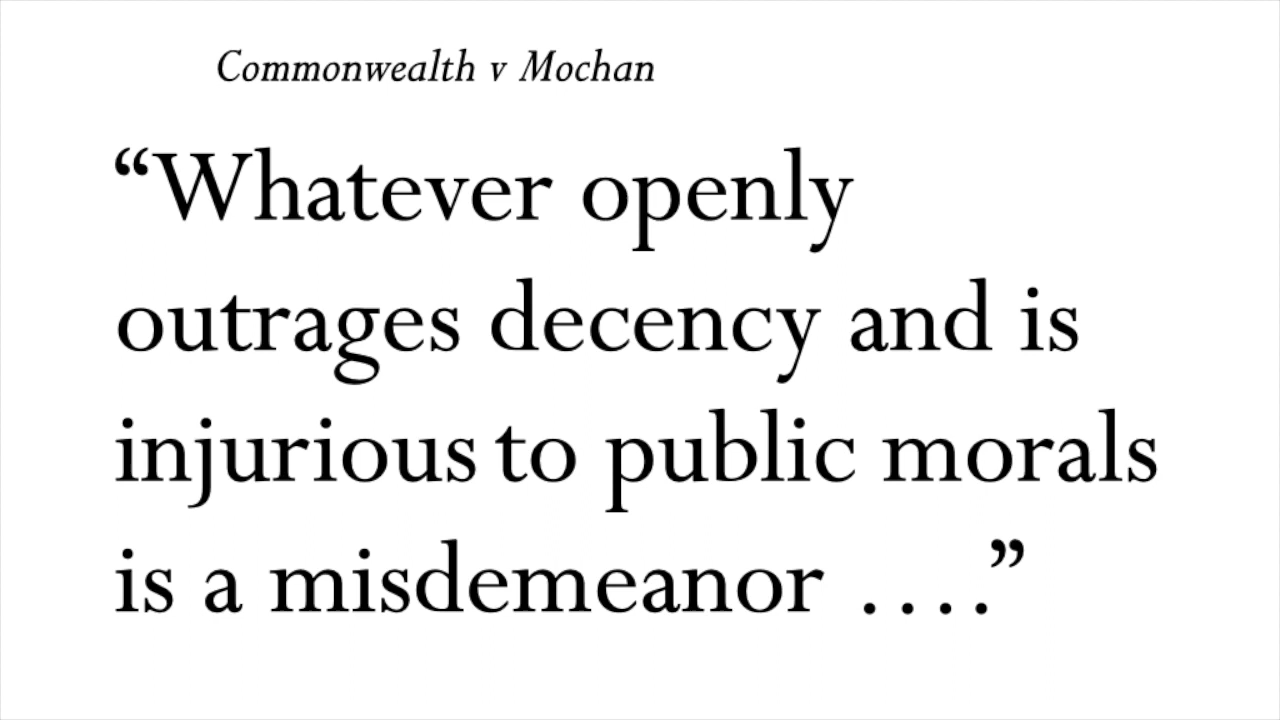 Commonwealth v Mochan
“Whatever openly
outrages decency and is
injurious to public morals
is a misdemeanor ….”